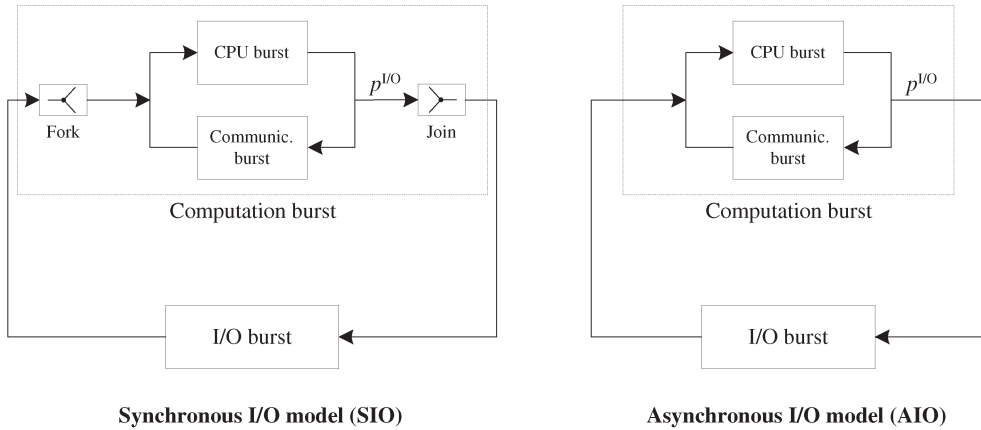 CPU burst
p^I/O
Fork
Join
Communic.
burst
Computation burst
I/O burst
Synchronous I/O model (SIO)
CPU burst
p^I/O
Communic.
burst
Computation burst
I/O burst
Asynchronous I/O model (AIO)